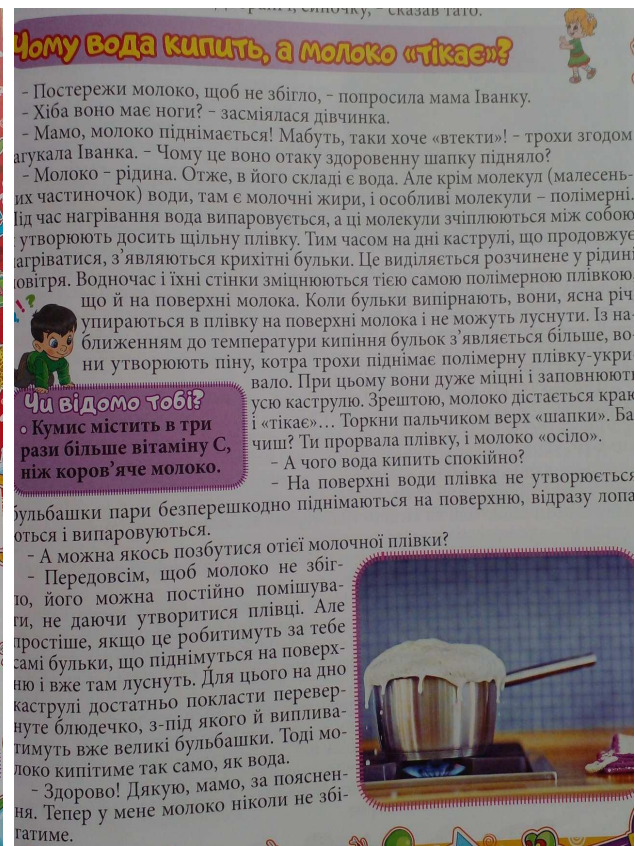 сказав тато.
Чому вода кипить, а молоко «тікає»?
- Постережи молоко, щоб не збігло, - попросила мама Іванку.
- Хіба воно має ноги? - засміялася дівчинка.
- Мамо, молоко піднімається! Мабуть, таки хоче «втекти»! - трохи згодом
агукала Іванка. - Чому це воно отаку здоровенну шапку підняло?
- Молоко - рідина. Отже, в його складі є вода. Але крім молекул (малесень-
их частиночок) води, там є молочні жири, і особливі молекули – полімерні.
Під час нагрівання вода випаровується, а ці молекули зчіплюються між собою
утворюють досить щільну плівку. Тим часом на дні каструлі, що продовжує
нагріватися, з’являються крихітні бульки. Це виділяється розчинене у рідині
повітря. Водночас і їхні стінки зміцнюються тією самою полімерною плівкою,
що й на поверхні молока. Коли бульки випірнають, вони, ясна річ
упираються в плівку на поверхні молока і не можуть луснути. Із на-
ближенням до температури кипіння бульок з’являється більше, во-
ни утворюють піну, котра трохи піднімає полімерну плівку-укри
вало. При цьому вони дуже міцні і заповнюють
усю каструлю. Зрештою, молоко дістається краю
і «тікає»... Торкни пальчиком верх «шапки». Ба
чиш? Ти прорвала плівку, і молоко «осіло».
Чи відомо тобі?
• Кумис містить в три
рази більше вітаміну С,
ніж коров’яче молоко.
- А чого вода кипить спокійно?
- На поверхні води плівка не утворюється
бульбашки пари безперешкодно піднімаються на поверхню, відразу лопа
ються і випаровуються.
- А можна якось позбутися отієї молочної плівки?
- Передовсім, щоб молоко не збіг-
ло, його можна постійно помішува-
ти, не даючи утворитися плівці. Але
простіше, якщо це робитимуть за тебе
самі бульки, що піднімуться на поверх-
ню і вже там луснуть. Для цього на дно
каструлі достатньо покласти перевер-
нуте блюдечко, з-під якого й виплива-
тимуть вже великі бульбашки. Тоді мо-
локо кипітиме так само, як вода.
- Здорово! Дякую, мамо, за пояснен-
ня. Тепер у мене молоко ніколи не збі-
гатиме.